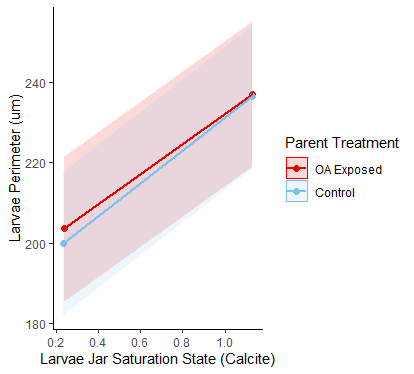 Larvae Perimeter (um)
240
220
200
180
0.2 0.4 0.6 0.8 1.0
Larvae Jar Saturation State (Calcite)
Parent Treatment
OA Exposed
Control